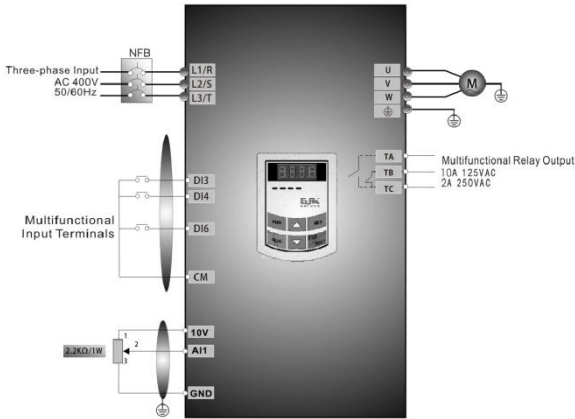 NFB
Three-phase Input
AC 400V
50/60Hz
L1/R
L2/S
L3/T
U
V
W
M
TA
TB
TC
Multifunctional Relay Output
10A 125VAC
2A 250VAC
DI3
DI4
DI6
CM
Multifunctional
Input Terminals
10V
AI1
GND
1
2
3
2.2KΩ/1W